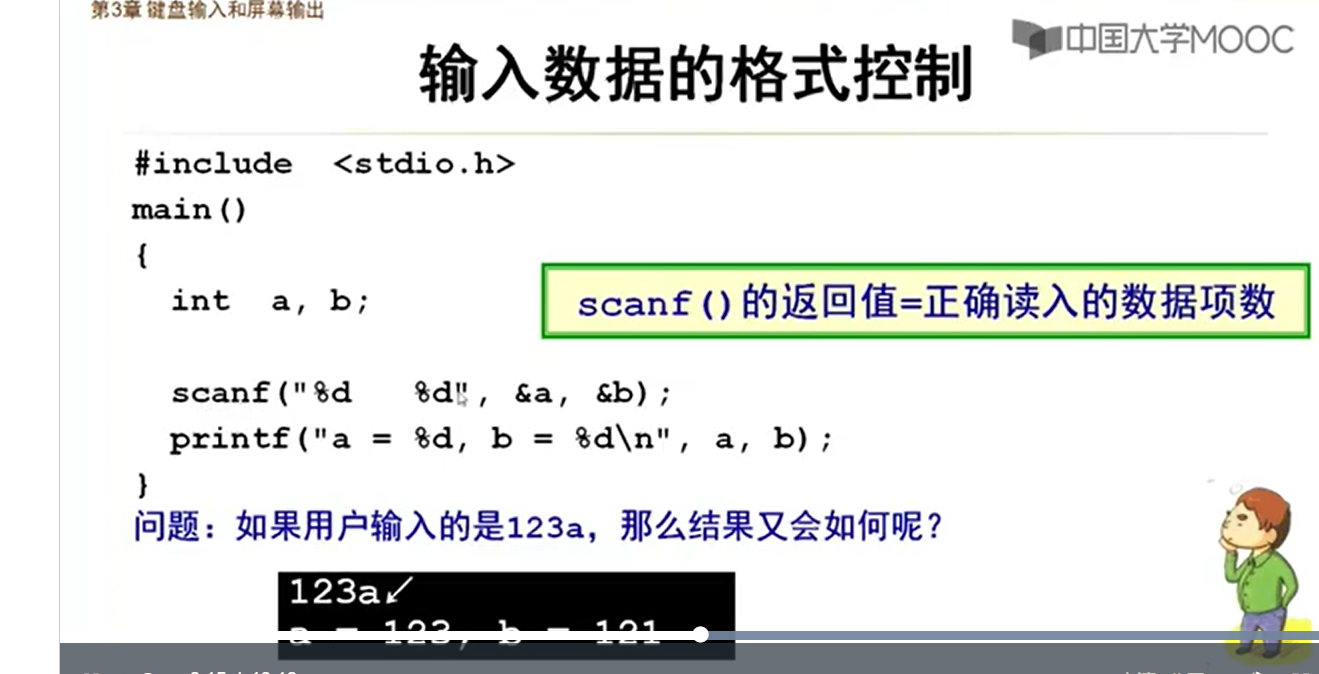 第3章 键盘输入和屏幕输出
中国大学MOOC
输入数据的格式控制
#include <stdio.h>
main()
{
int a, b;
scanf()的返回值=正确读入的数据项数
scanf("%d %d", &a, &b);
printf("a = %d, b = %d\n", a, b);
}
问题：如果用户输入的是123a，那么结果又会如何呢？
123a↙
a = 123, b = 121